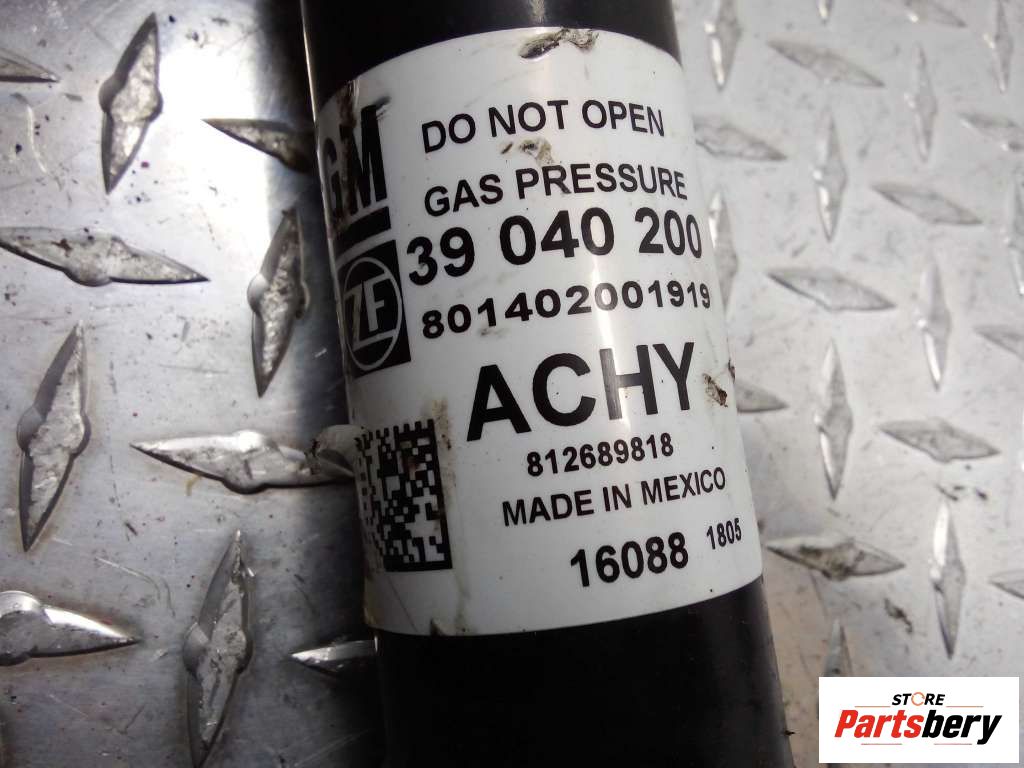 GM
DO NOT OPEN
GAS PRESSURE
ZF
39 040 200
801402001919
ACHY
812689818
MADE IN MEXICO
16088 1805
STORE
Partsbery